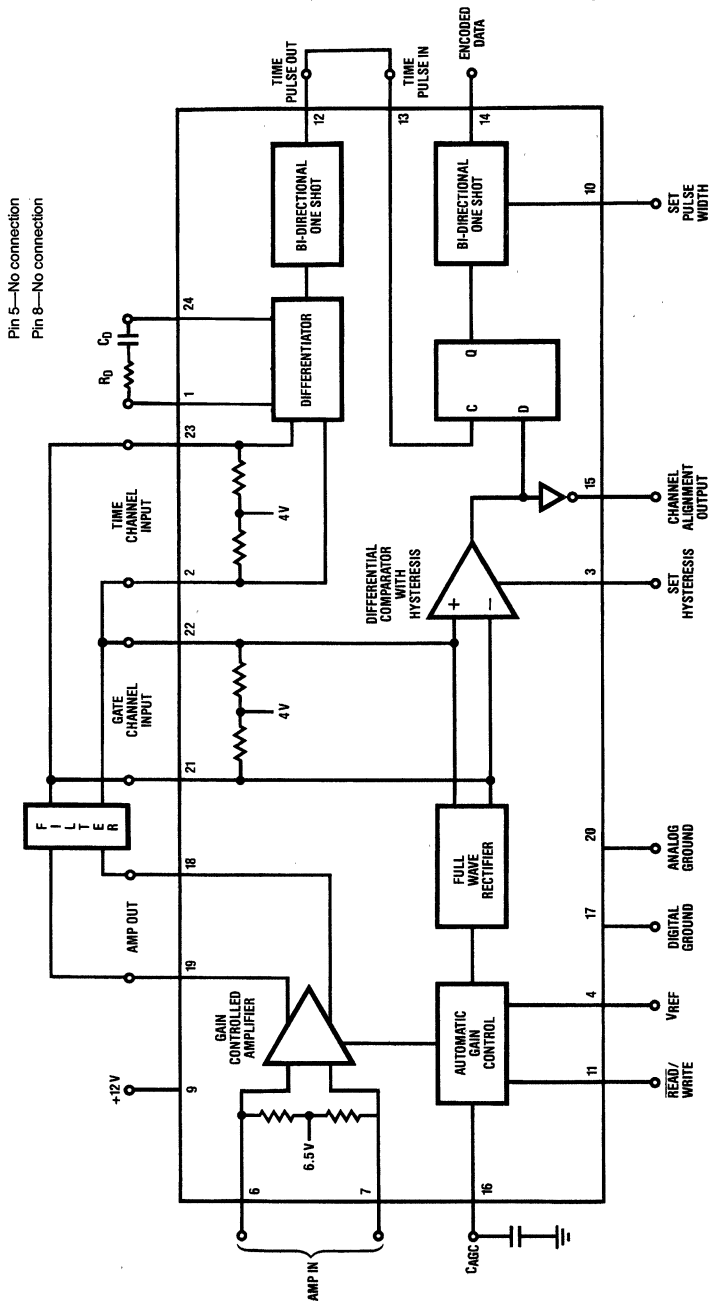 Pin 5—No connection
Pin 8—No connection
+12V
9
AMP IN
6
7
6.5V
GAIN
CONTROLLED
AMPLIFIER
19
AMP OUT
18
F
I
L
T
E
R
21
GATE
CHANNEL
INPUT
22
4V
2
TIME
CHANNEL
INPUT
23
4V
1
RD
CD
24
DIFFERENTIATOR
BI-DIRECTIONAL
ONE SHOT
12
TIME
PULSE OUT
TIME
PULSE IN
13
CAGC
16
AUTOMATIC
GAIN
CONTROL
FULL
WAVE
RECTIFIER
DIFFERENTIAL
COMPARATOR
WITH
HYSTERESIS
+
–
C
D
Q
BI-DIRECTIONAL
ONE SHOT
14
ENCODED
DATA
11
READ/
WRITE
4
VREF
17
DIGITAL
GROUND
20
ANALOG
GROUND
3
SET
HYSTERESIS
15
CHANNEL
ALIGNMENT
OUTPUT
10
SET
PULSE
WIDTH